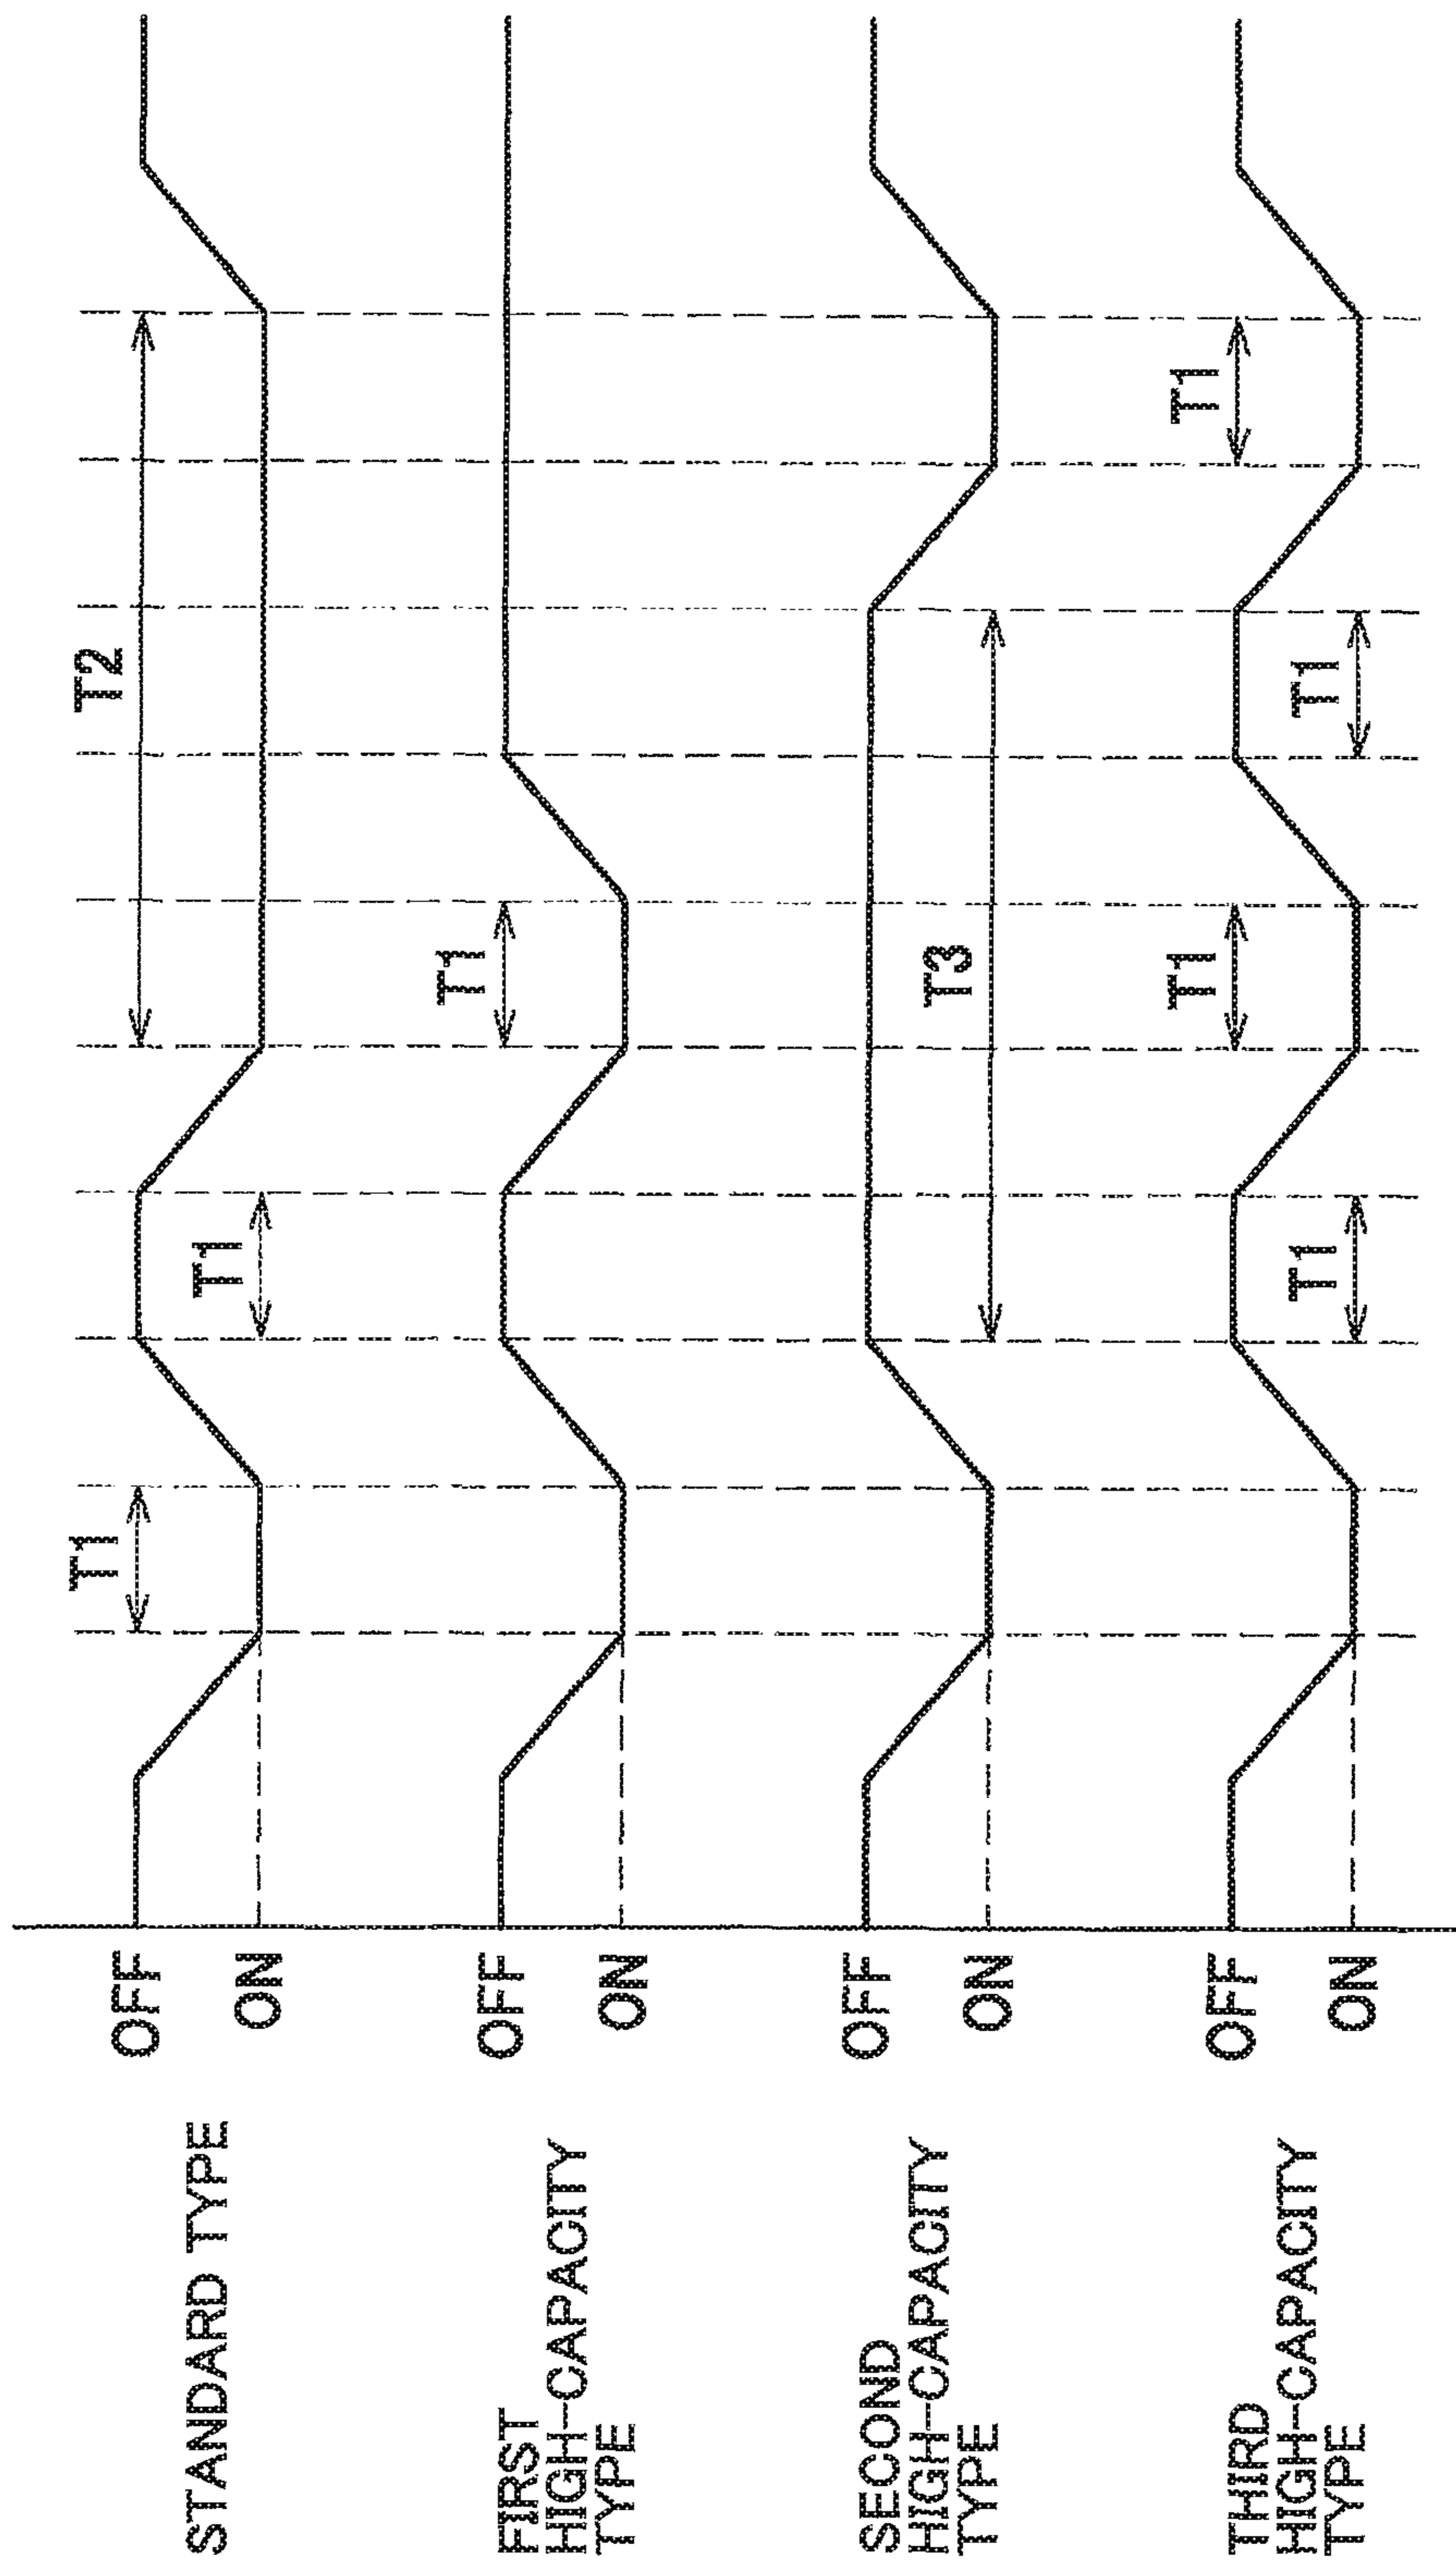 STANDARD TYPE
OFF
ON
T1
T1
T2
FIRST
HIGH-CAPACITY
TYPE
OFF
ON
T1
SECOND
HIGH-CAPACITY
TYPE
OFF
ON
T3
THIRD
HIGH-CAPACITY
TYPE
OFF
ON
T1
T1
T1
T1